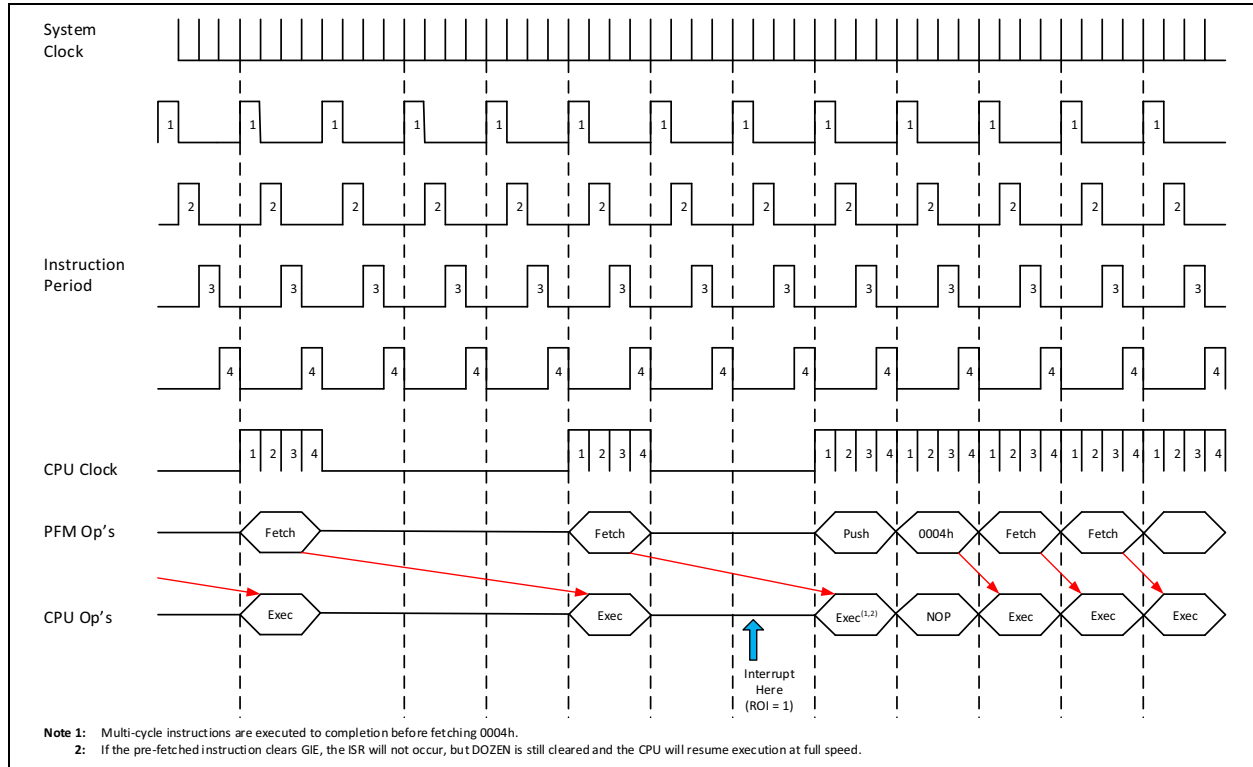 System
Clock
1 1 1 1 1 1 1 1 1 1 1 1 1
2 2 2 2 2 2 2 2 2 2 2 2 2
Instruction
Period
3 3 3 3 3 3 3 3 3 3 3 3 3
4 4 4 4 4 4 4 4 4 4 4 4 4
CPU Clock
1 2 3 4 1 2 3 4 1 2 3 4 1 2 3 4 1 2 3 4 1 2 3 4 1 2 3 4
PFM Op's
Fetch Fetch Push 0004h Fetch Fetch
CPU Op's
Exec Exec Exec(1,2) NOP Exec Exec Exec
Interrupt
Here
(ROI = 1)
Note 1: Multi-cycle instructions are executed to completion before fetching 0004h.
2: If the pre-fetched instruction clears GIE, the ISR will not occur, but DOZEN is still cleared and the CPU will resume execution at full speed.